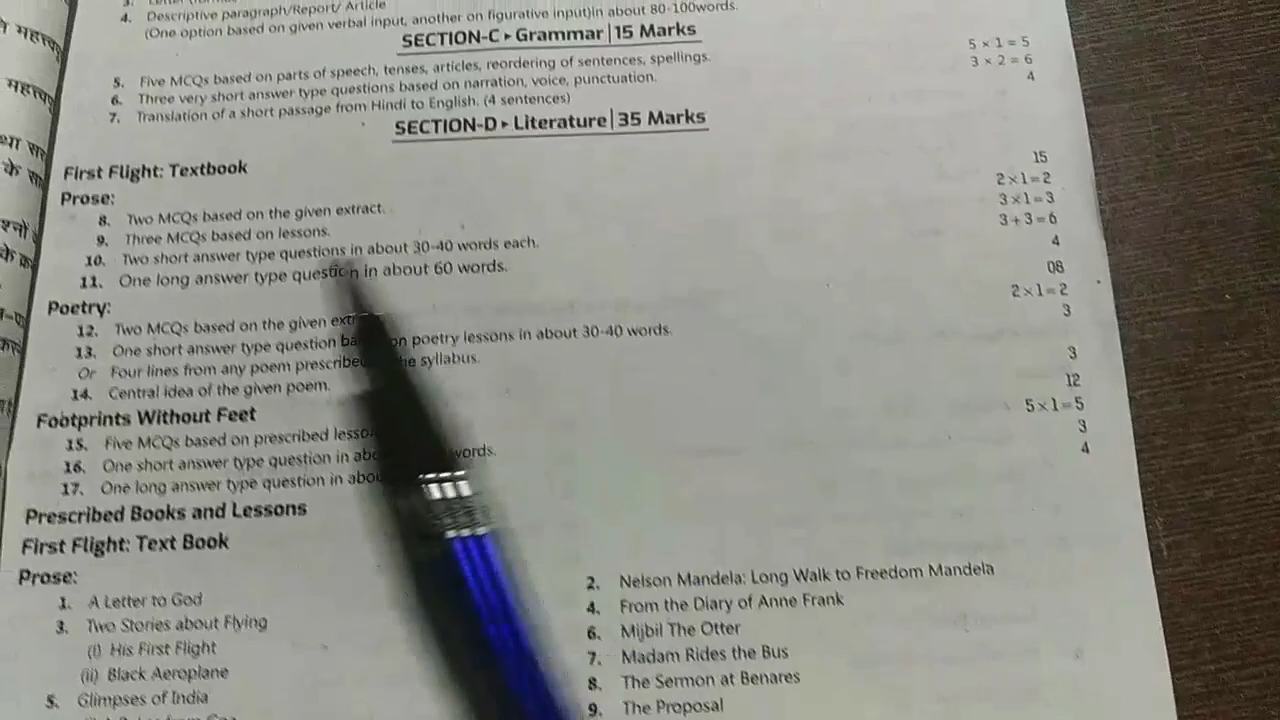 4. Descriptive paragraph/Report/ Article
(One option based on given verbal input, another on figurative input)in about 80-100words.
SECTION-C ▸ Grammar | 15 Marks
5. Five MCQs based on parts of speech, tenses, articles, reordering of sentences, spellings. 5 × 1 = 5
6. Three very short answer type questions based on narration, voice, punctuation. 3 × 2 = 6
7. Translation of a short passage from Hindi to English. (4 sentences) 4
SECTION-D ▸ Literature | 35 Marks
First Flight: Textbook 15
Prose:
8. Two MCQs based on the given extract. 2×1=2
9. Three MCQs based on lessons. 3×1=3
10. Two short answer type questions in about 30-40 words each. 3+3=6
11. One long answer type question in about 60 words. 4
Poetry: 08
12. Two MCQs based on the given 2×1=2
13. One short answer type question on poetry lessons in about 30-40 words. 3
Or Four lines from any poem prescribed the syllabus.
14. Central idea of the given poem. 3
Footprints Without Feet 12
15. Five MCQs based on prescribed 5×1=5
16. One short answer type question in words. 3
17. One long answer type question in 4
Prescribed Books and Lessons
First Flight: Text Book
Prose:
1. A Letter to God
2. Nelson Mandela: Long Walk to Freedom Mandela
3. Two Stories about Flying
(i) His First Flight
(ii) Black Aeroplane
4. From the Diary of Anne Frank
5. Glimpses of India
6. Mijbil The Otter
7. Madam Rides the Bus
8. The Sermon at Benares
9. The Proposal